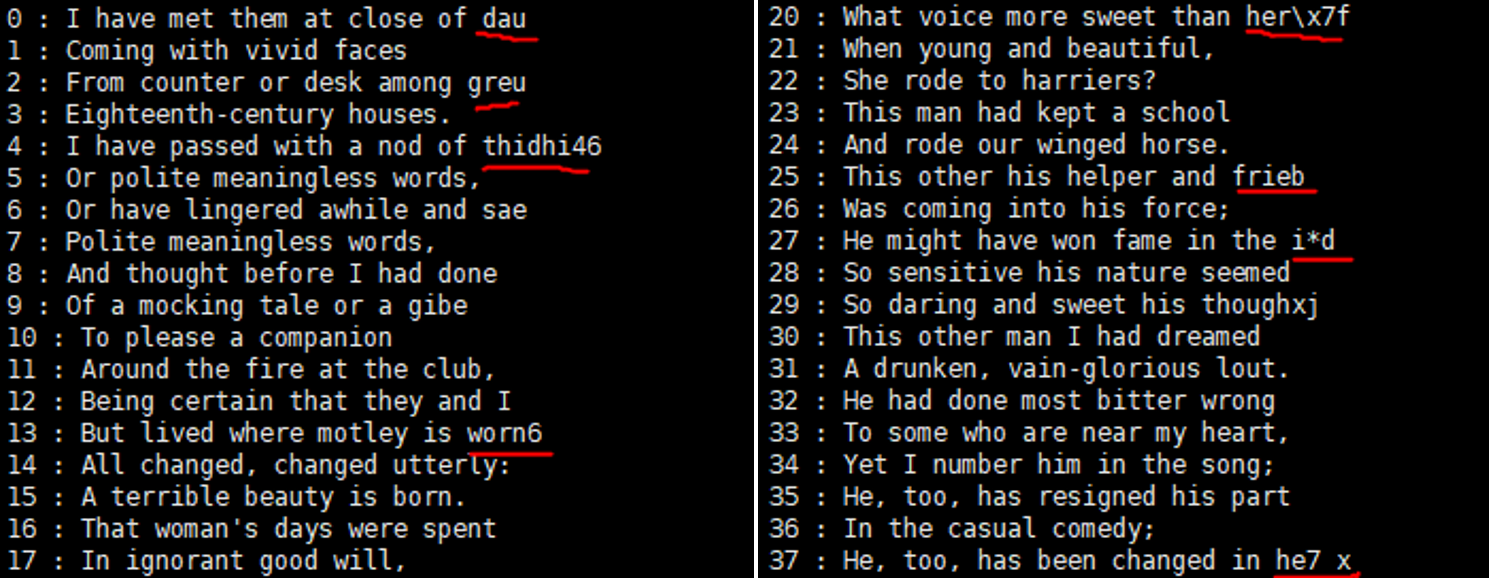 0 : I have met them at close of dau
1 : Coming with vivid faces
2 : From counter or desk among greu
3 : Eighteenth-century houses.
4 : I have passed with a nod of thidhi46
5 : Or polite meaningless words,
6 : Or have lingered awhile and sae
7 : Polite meaningless words,
8 : And thought before I had done
9 : Of a mocking tale or a gibe
10 : To please a companion
11 : Around the fire at the club,
12 : Being certain that they and I
13 : But lived where motley is worn6
14 : All changed, changed utterly:
15 : A terrible beauty is born.
16 : That woman's days were spent
17 : In ignorant good will,
20 : What voice more sweet than her\x7f
21 : When young and beautiful,
22 : She rode to harriers?
23 : This man had kept a school
24 : And rode our winged horse.
25 : This other his helper and frieb
26 : Was coming into his force;
27 : He might have won fame in the i*d
28 : So sensitive his nature seemed
29 : So daring and sweet his thoughxj
30 : This other man I had dreamed
31 : A drunken, vain-glorious lout.
32 : He had done most bitter wrong
33 : To some who are near my heart,
34 : Yet I number him in the song;
35 : He, too, has resigned his part
36 : In the casual comedy;
37 : He, too, has been changed in he7 x